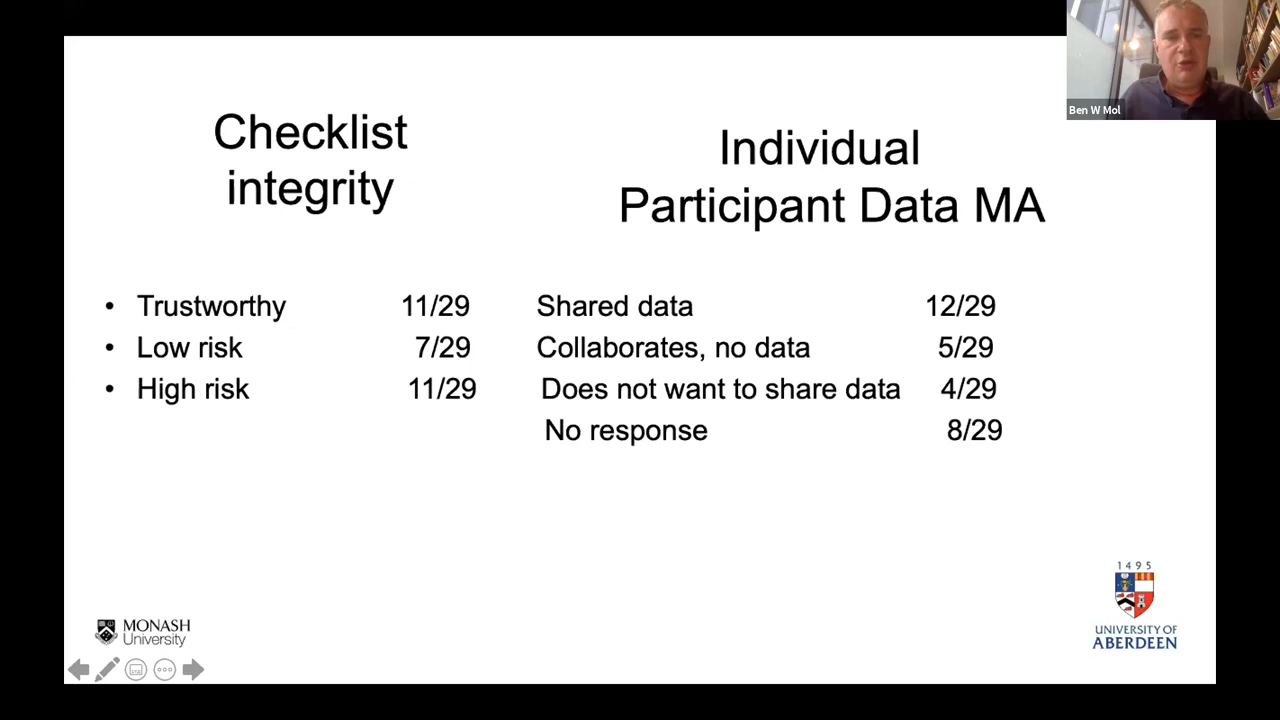 Ben W Mol
Checklist
integrity
Individual
Participant Data MA
• Trustworthy 11/29
• Low risk 7/29
• High risk 11/29
Shared data 12/29
Collaborates, no data 5/29
Does not want to share data 4/29
No response 8/29
MONASH
University
1495
UNIVERSITY OF
ABERDEEN